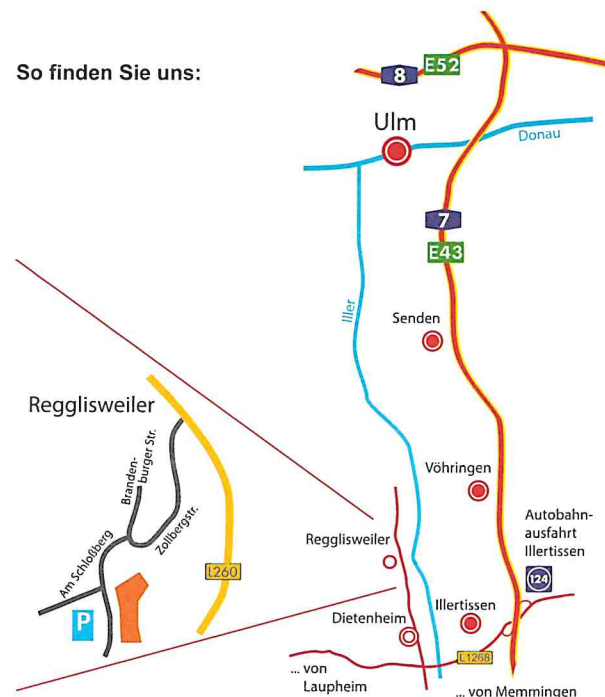 So finden Sie uns:
8
E52
Ulm
Donau
7
E43
Iller
Senden
Regglisweiler
Branden-
burger Str.
Zollbergstr.
Am Schloßberg
L260
P
Vöhringen
Autobahn-
ausfahrt
Illertissen
124
Regglisweiler
Dietenheim
Illertissen
L1268
... von
Laupheim
... von Memmingen